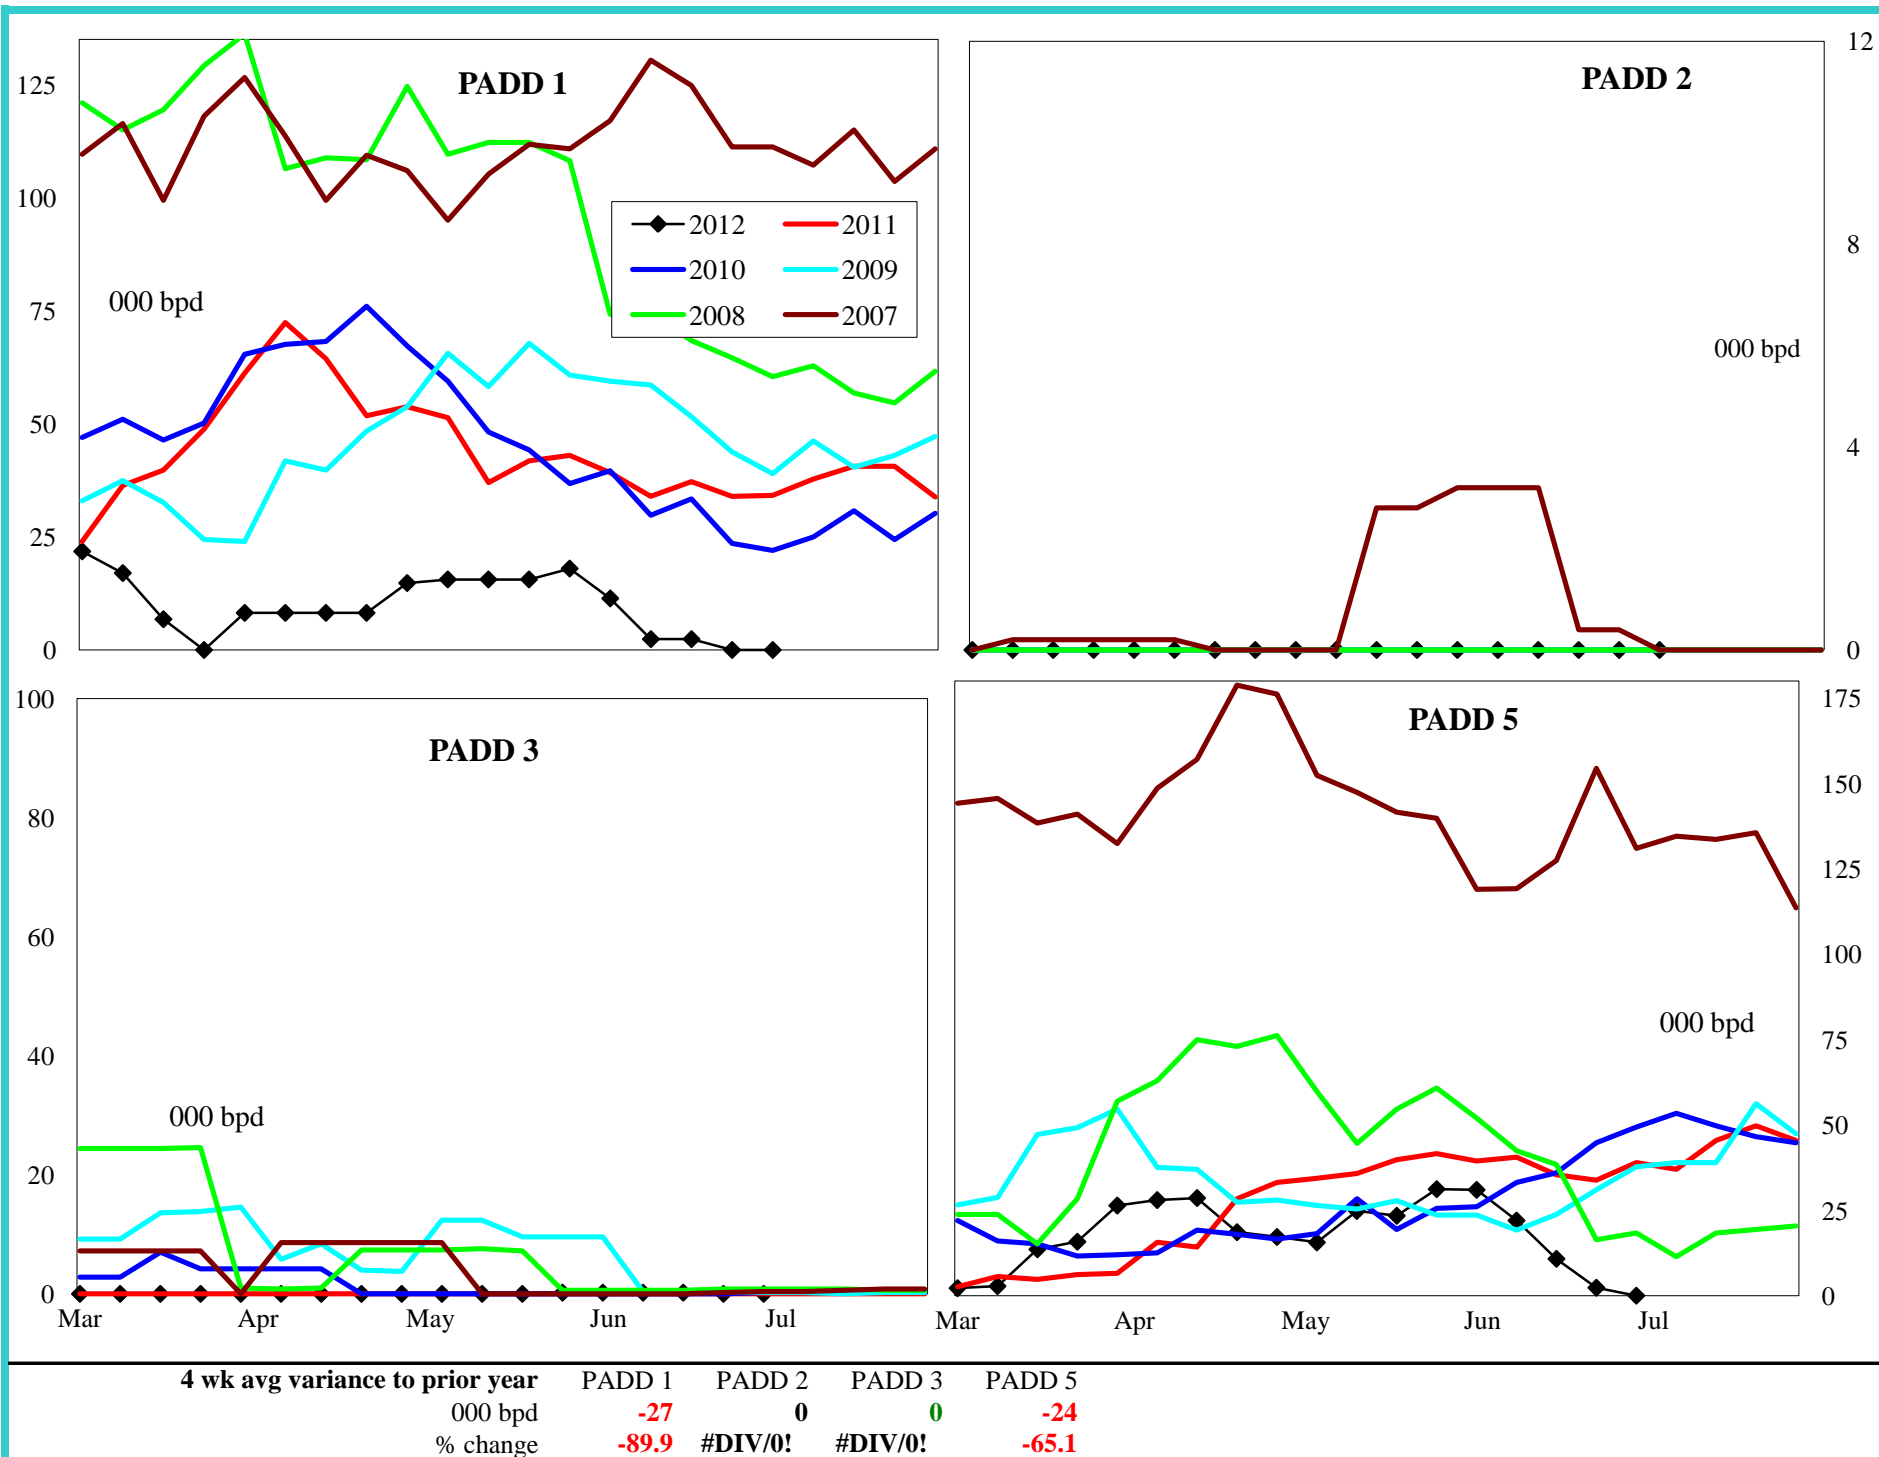 PADD 1
125
100
75
50
25
0
000 bpd
2012 2011
2010 2009
2008 2007
PADD 2
12
8
4
0
000 bpd
PADD 3
100
80
60
40
20
0
000 bpd
Mar Apr May Jun Jul
PADD 5
175
150
125
100
75
50
25
0
000 bpd
Mar Apr May Jun Jul
4 wk avg variance to prior year PADD 1 PADD 2 PADD 3 PADD 5
000 bpd -27 0 0 -24
% change -89.9 #DIV/0! #DIV/0! -65.1